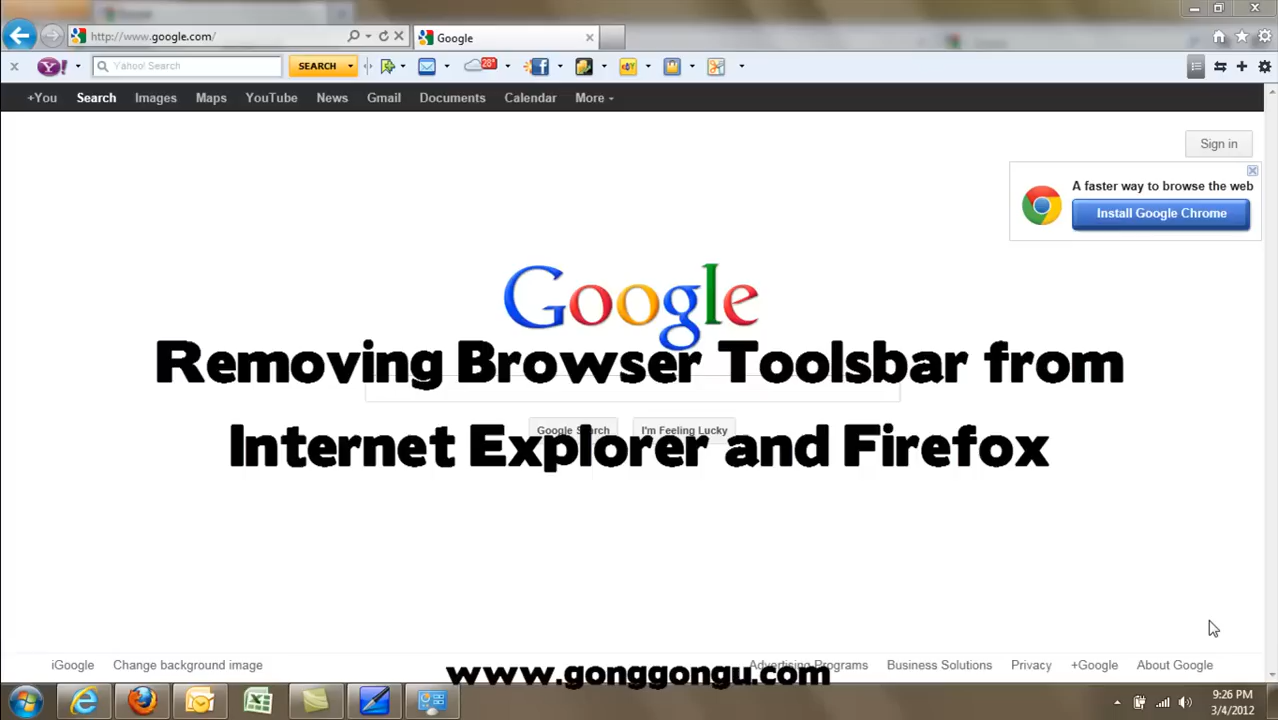 http://www.google.com/
Google
Y!
Yahoo! Search
SEARCH
28°
+You Search Images Maps YouTube News Gmail Documents Calendar More
Sign in
A faster way to browse the web
Install Google Chrome
Google
Removing Browser Toolsbar from
Internet Explorer and Firefox
Google Search I'm Feeling Lucky
iGoogle Change background image Advertising Programs Business Solutions Privacy +Google About Google
www.gonggongu.com
9:26 PM
3/4/2012